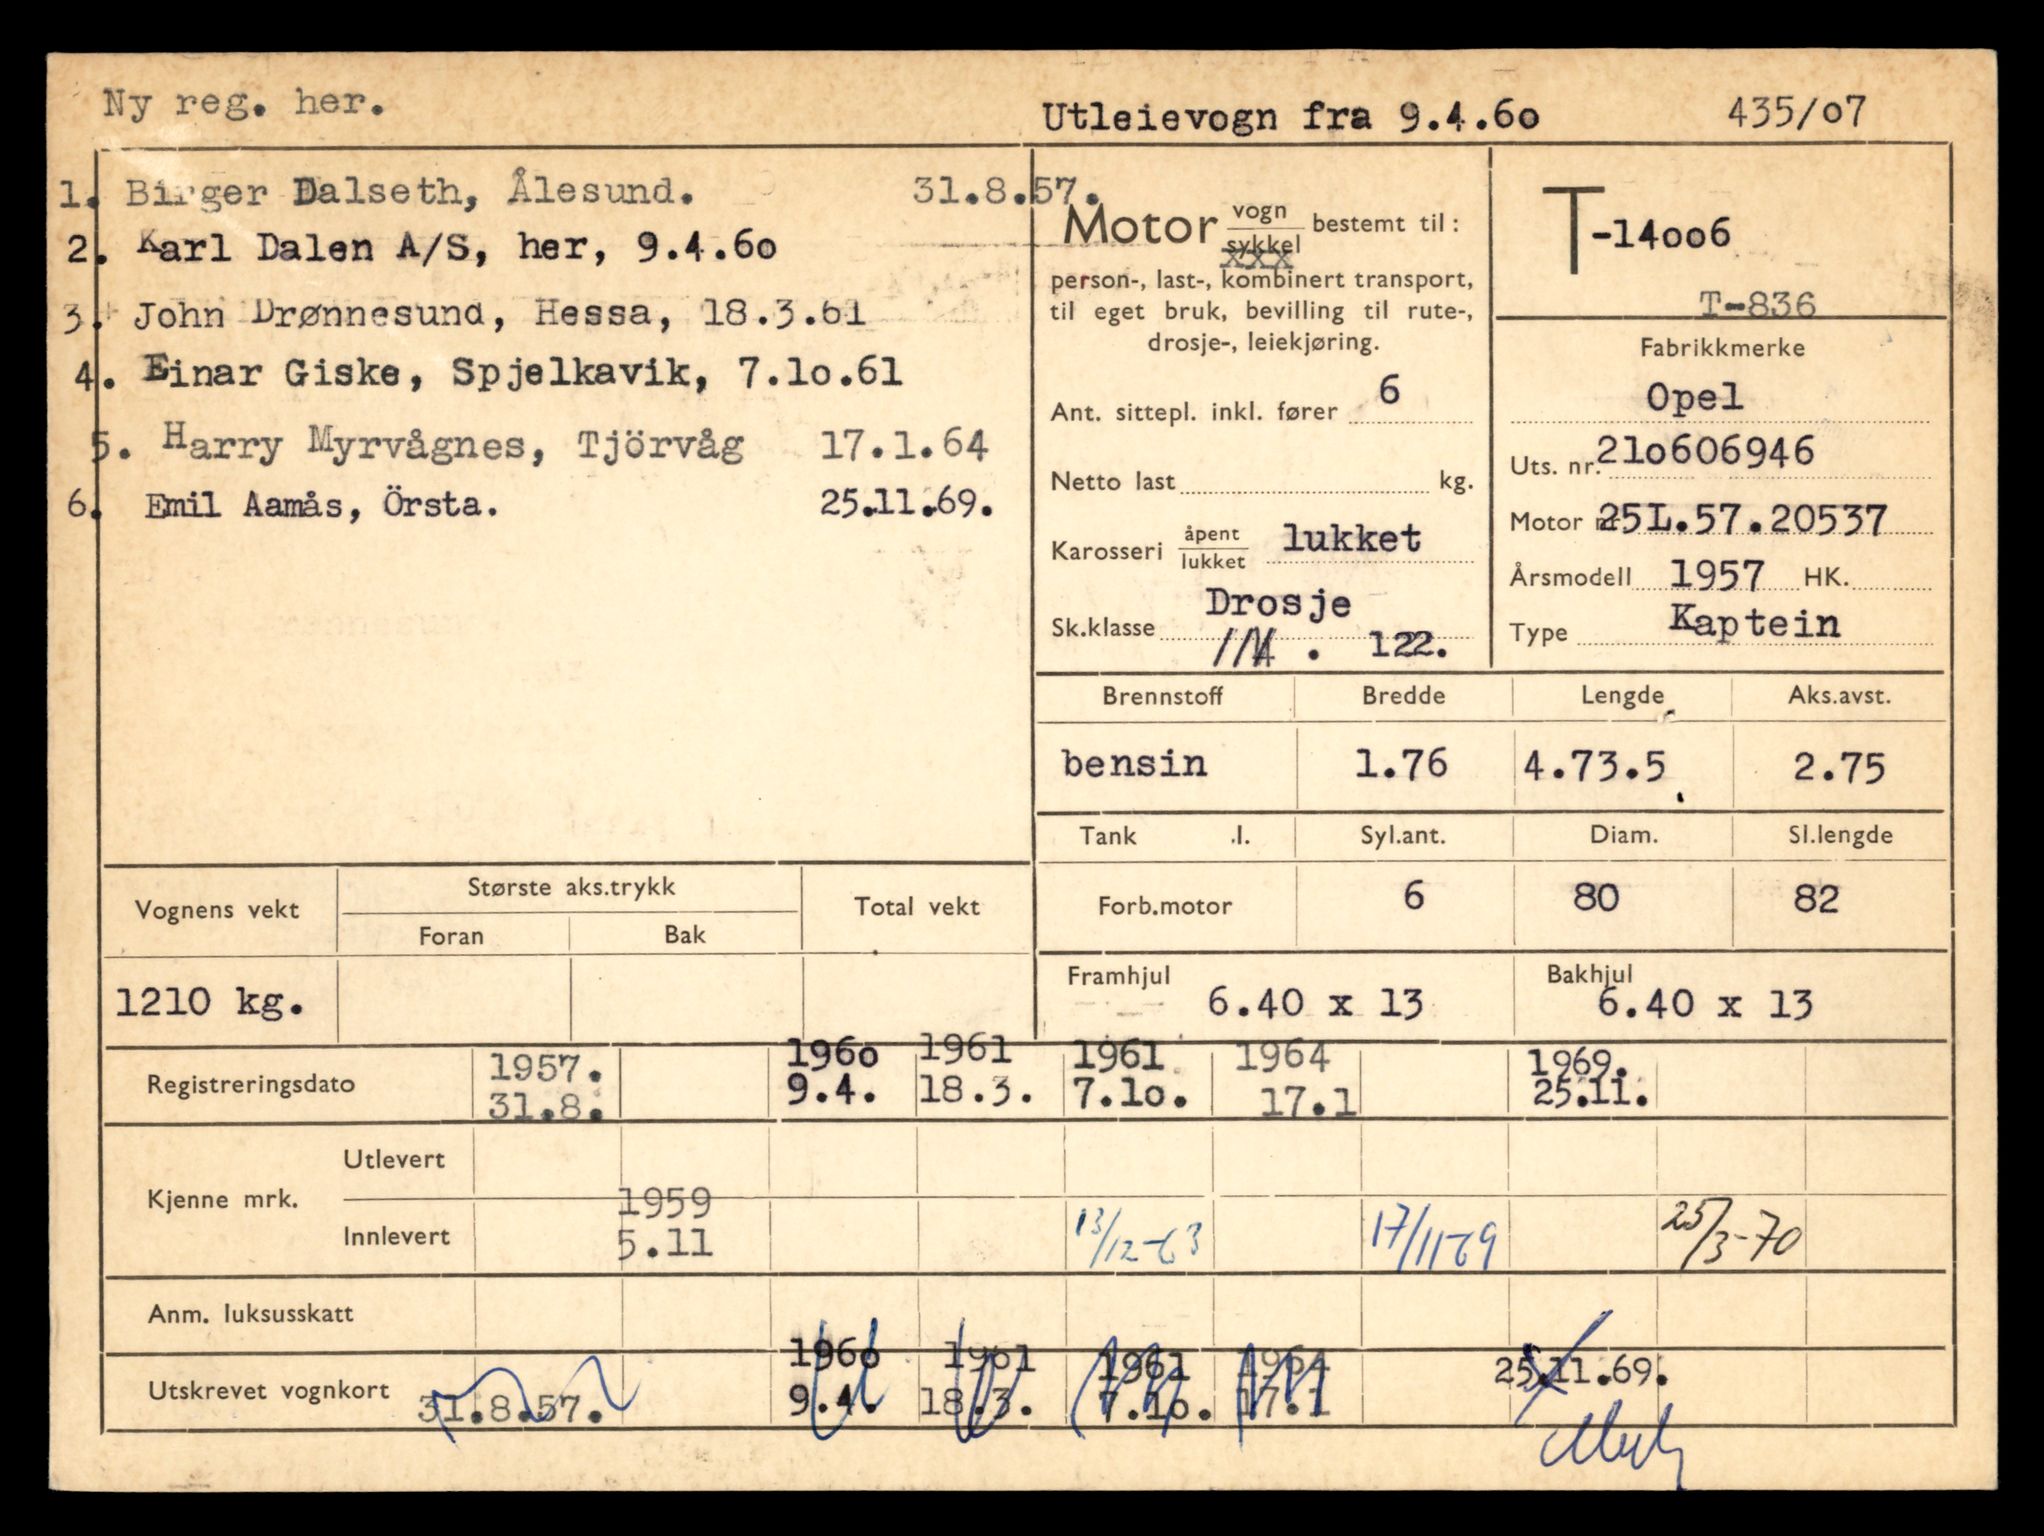 Ny reg. her.
Utleievogn fra 9.4.6o
435/o7
1. Birger Dalseth, Ålesund. 31.8.57.
2. Karl Dalen A/S, her, 9.4.6o
3. John Drønnesund, Hessa, 18.3.61
4. Einar Giske, Spjelkavik, 7.lo.61
5. Harry Myrvågnes, Tjörvåg 17.1.64
6. Emil Aamås, Örsta. 25.11.69.
Motor vogn sykkel bestemt til:
xxx
person-, last-, kombinert transport,
til eget bruk, bevilling til rute-,
drosje-, leiekjøring.
Ant. sittepl. inkl. fører 6
Netto last kg.
Karosseri åpent lukket lukket
Drosje
Sk.klasse
. 122.
T-14oo6
T-836
Fabrikkmerke
Opel
Uts. nr. 21o606946
Motor nr 25L.57.20537
Årsmodell 1957 HK.
Type Kaptein
Brennstoff Bredde Lengde Aks.avst.
bensin 1.76 4.73.5 2.75
Tank .l. Syl.ant. Diam. Sl.lengde
Forb.motor 6 80 82
Framhjul 6.40 x 13
Bakhjul 6.40 x 13
Vognens vekt Største aks.trykk Total vekt
Foran Bak
1210 kg.
Registreringsdato
1957. 196o 1961 1961 1964 1969.
31.8. 9.4. 18.3. 7.lo. 17.1 25.11.
Kjenne mrk.
Utlevert
Innlevert
1959
5.11
13/12-63 17/11-69 25/3-70
Anm. luksusskatt
Utskrevet vognkort
196o 1961 1961 1964
31.8.57. 9.4. 18.3. 7.lo. 17.1 25.11.69.